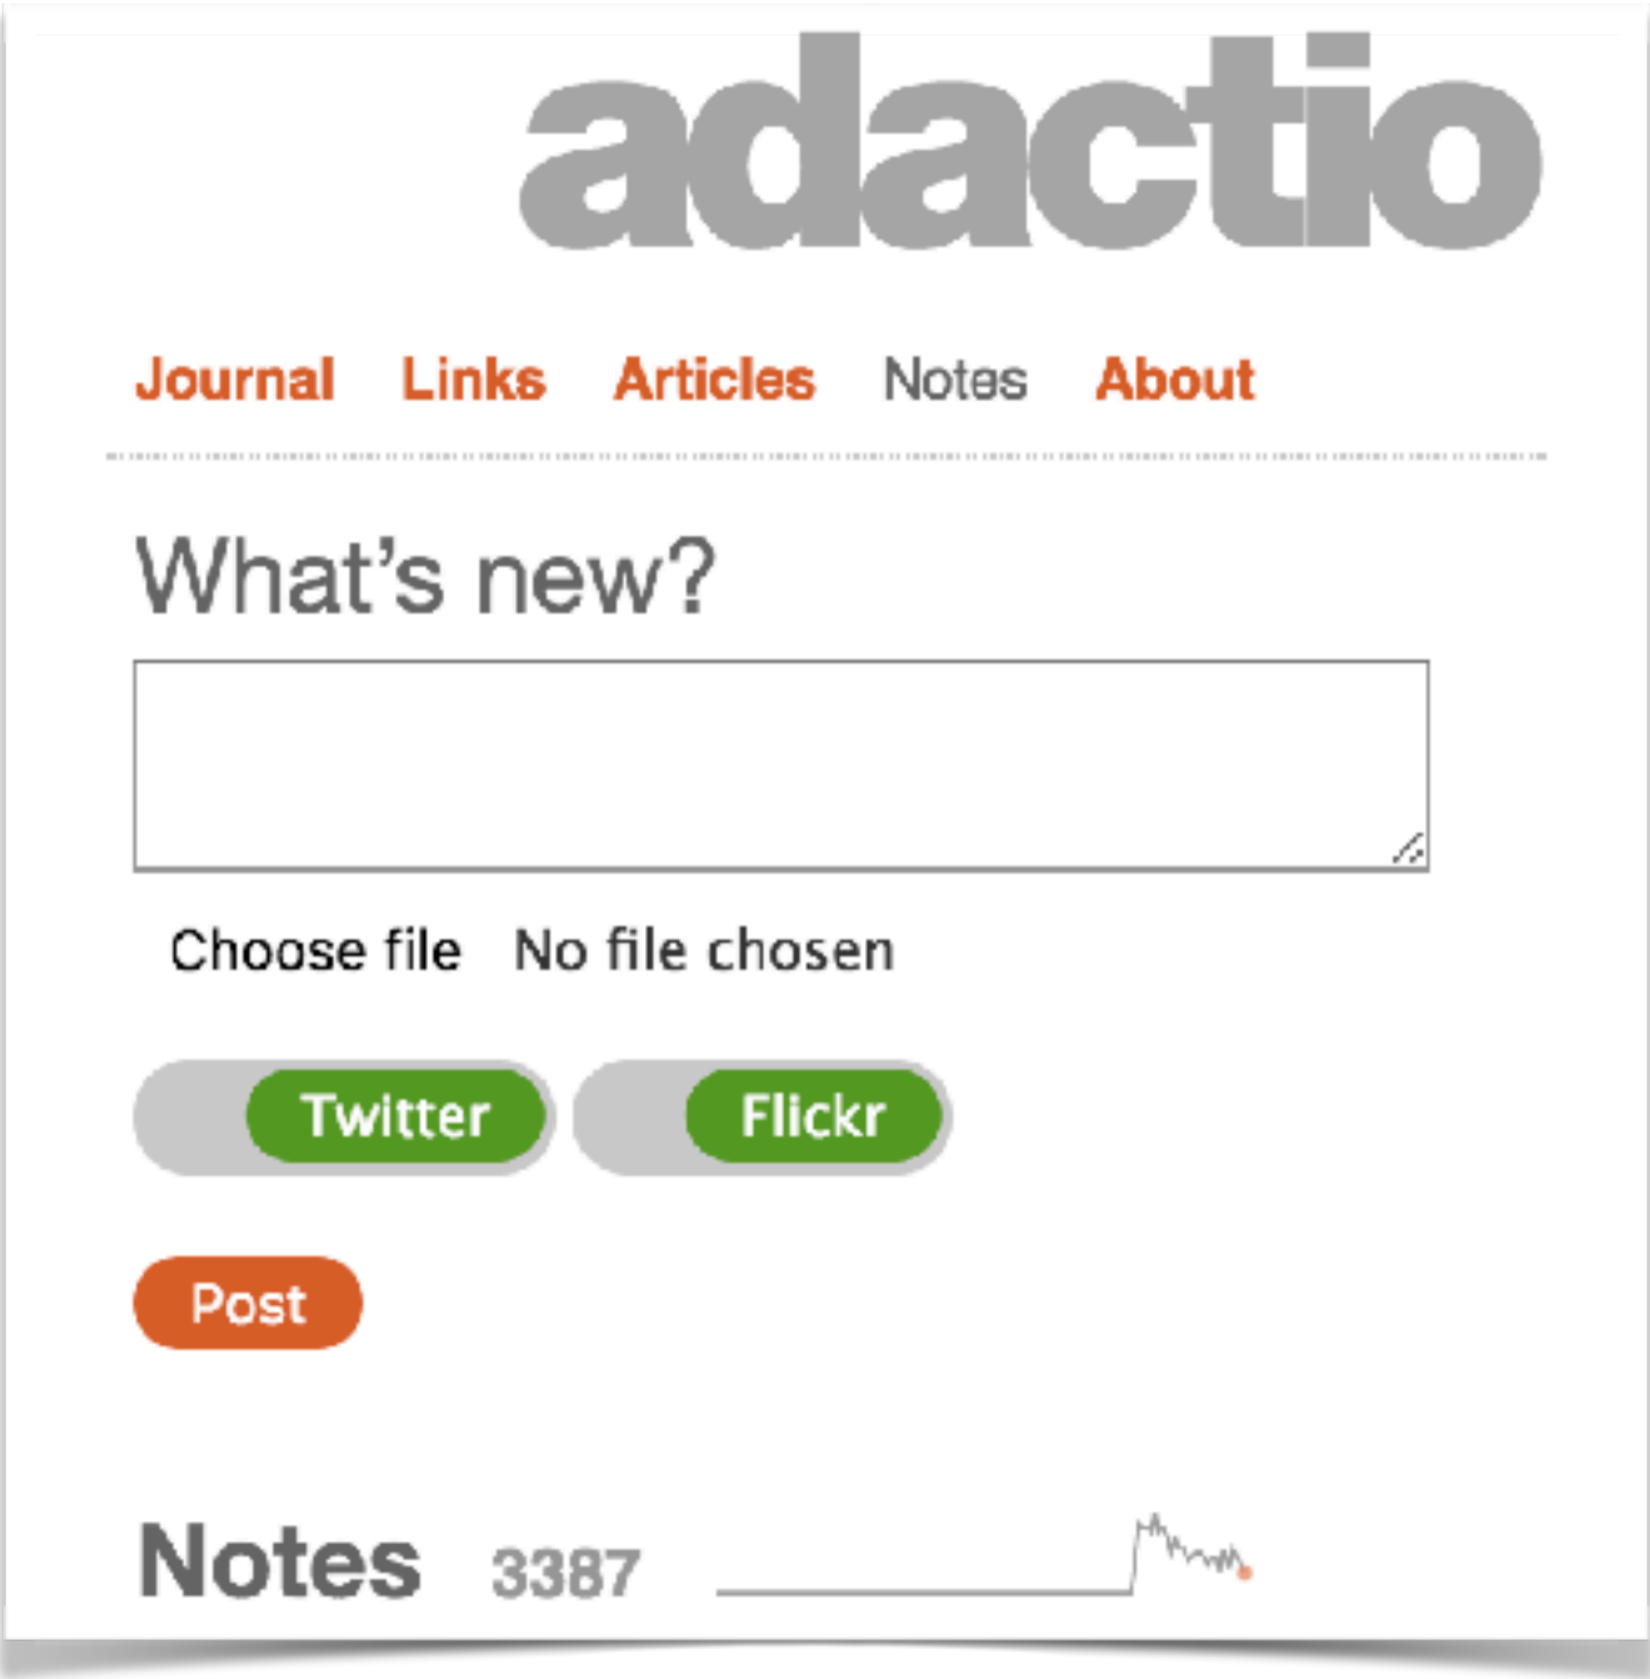 adactio
Journal Links Articles Notes About
What’s new?
Choose file No file chosen
Twitter Flickr
Post
Notes 3387